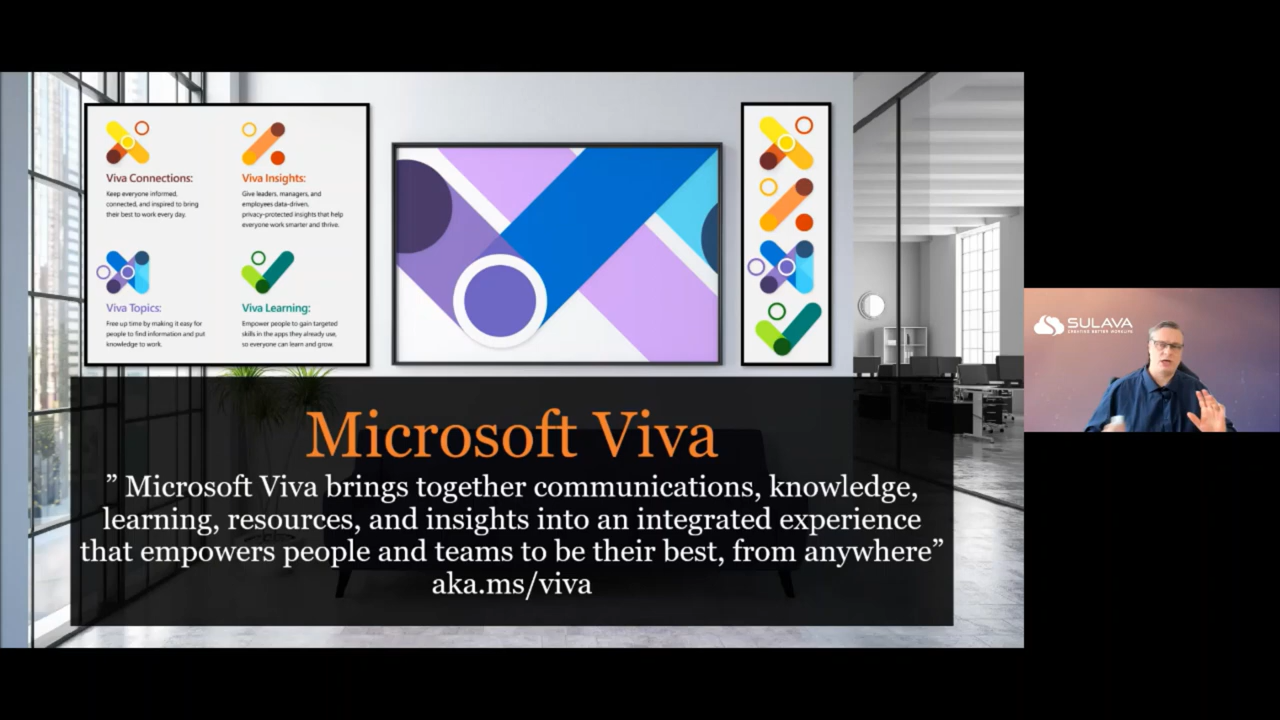 Viva Connections:
Keep everyone informed,
connected, and inspired to bring
their best to work every day.
Viva Insights:
Give leaders, managers, and
employees data-driven,
privacy-protected insights that help
everyone work smarter and thrive.
Viva Topics:
Free up time by making it easy for
people to find information and put
knowledge to work.
Viva Learning:
Empower people to gain targeted
skills in the apps they already use,
so everyone can learn and grow.
Microsoft Viva
” Microsoft Viva brings together communications, knowledge,
learning, resources, and insights into an integrated experience
that empowers people and teams to be their best, from anywhere”
aka.ms/viva
SULAVA